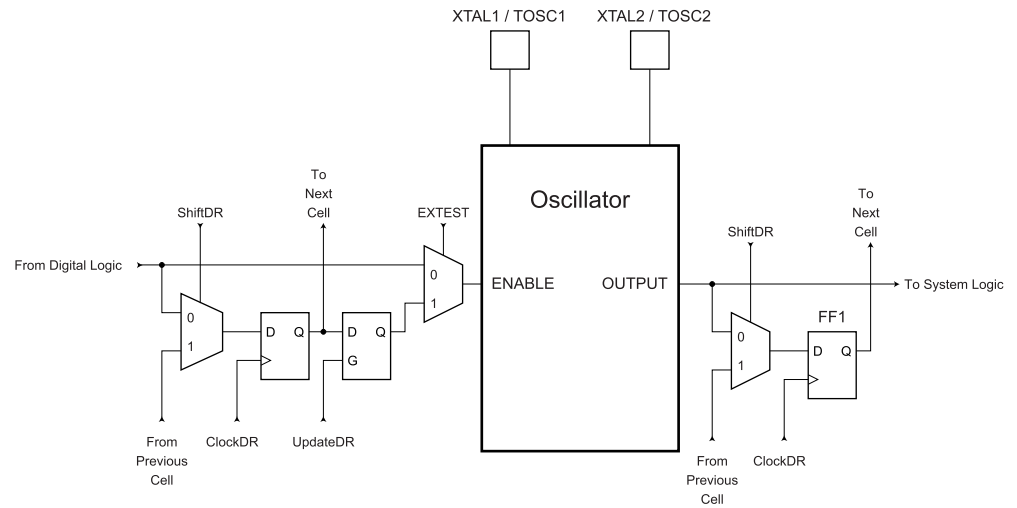 XTAL1 / TOSC1
XTAL2 / TOSC2
Oscillator
ENABLE
OUTPUT
To
Next
Cell
ShiftDR
EXTEST
From Digital Logic
0
1
0
1
D
Q
D
Q
G
From
Previous
Cell
ClockDR
UpdateDR
To
Next
Cell
ShiftDR
To System Logic
FF1
0
1
D
Q
From
Previous
Cell
ClockDR